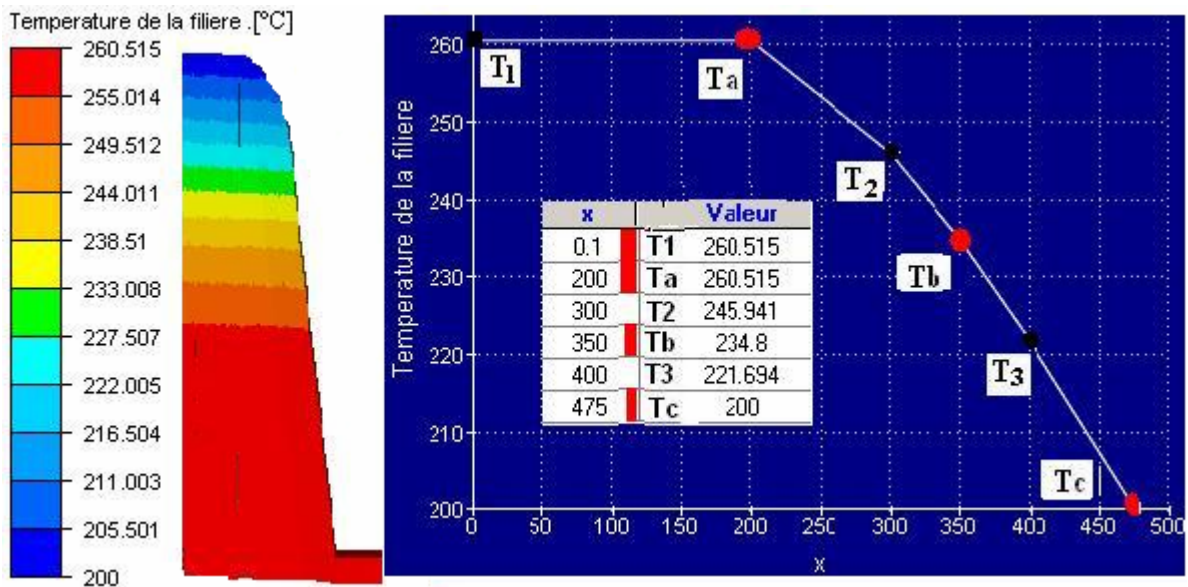 Temperature de la filiere .[°C]
260.515
255.014
249.512
244.011
238.51
233.008
227.507
222.005
216.504
211.003
205.501
200
Temperature de la filiere
260
250
240
230
220
210
200
T1
Ta
T2
Tb
T3
Tc
x Valeur
0.1 T1 260.515
200 Ta 260.515
300 T2 245.941
350 Tb 234.8
400 T3 221.694
475 Tc 200
0 50 100 150 200 250 300 350 400 450 500
x